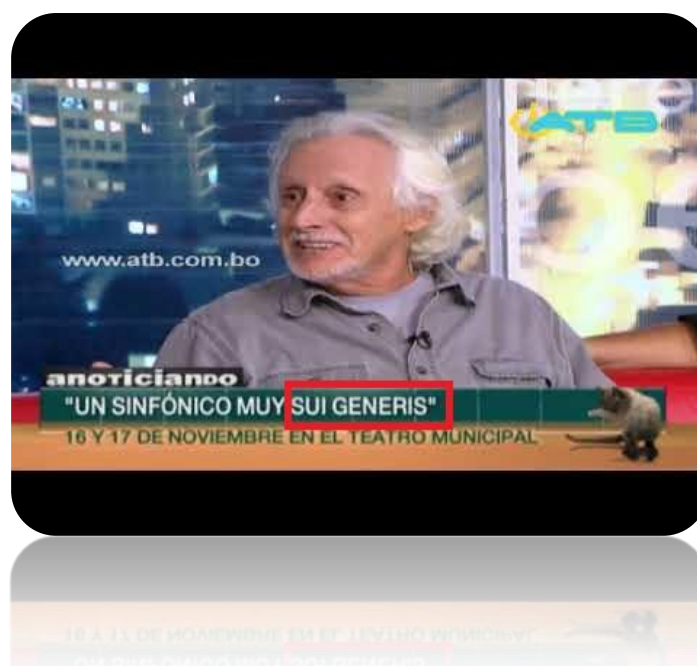 ATB
www.atb.com.bo
anoticiando
"UN SINFÓNICO MUY SUI GENERIS"
16 Y 17 DE NOVIEMBRE EN EL TEATRO MUNICIPAL